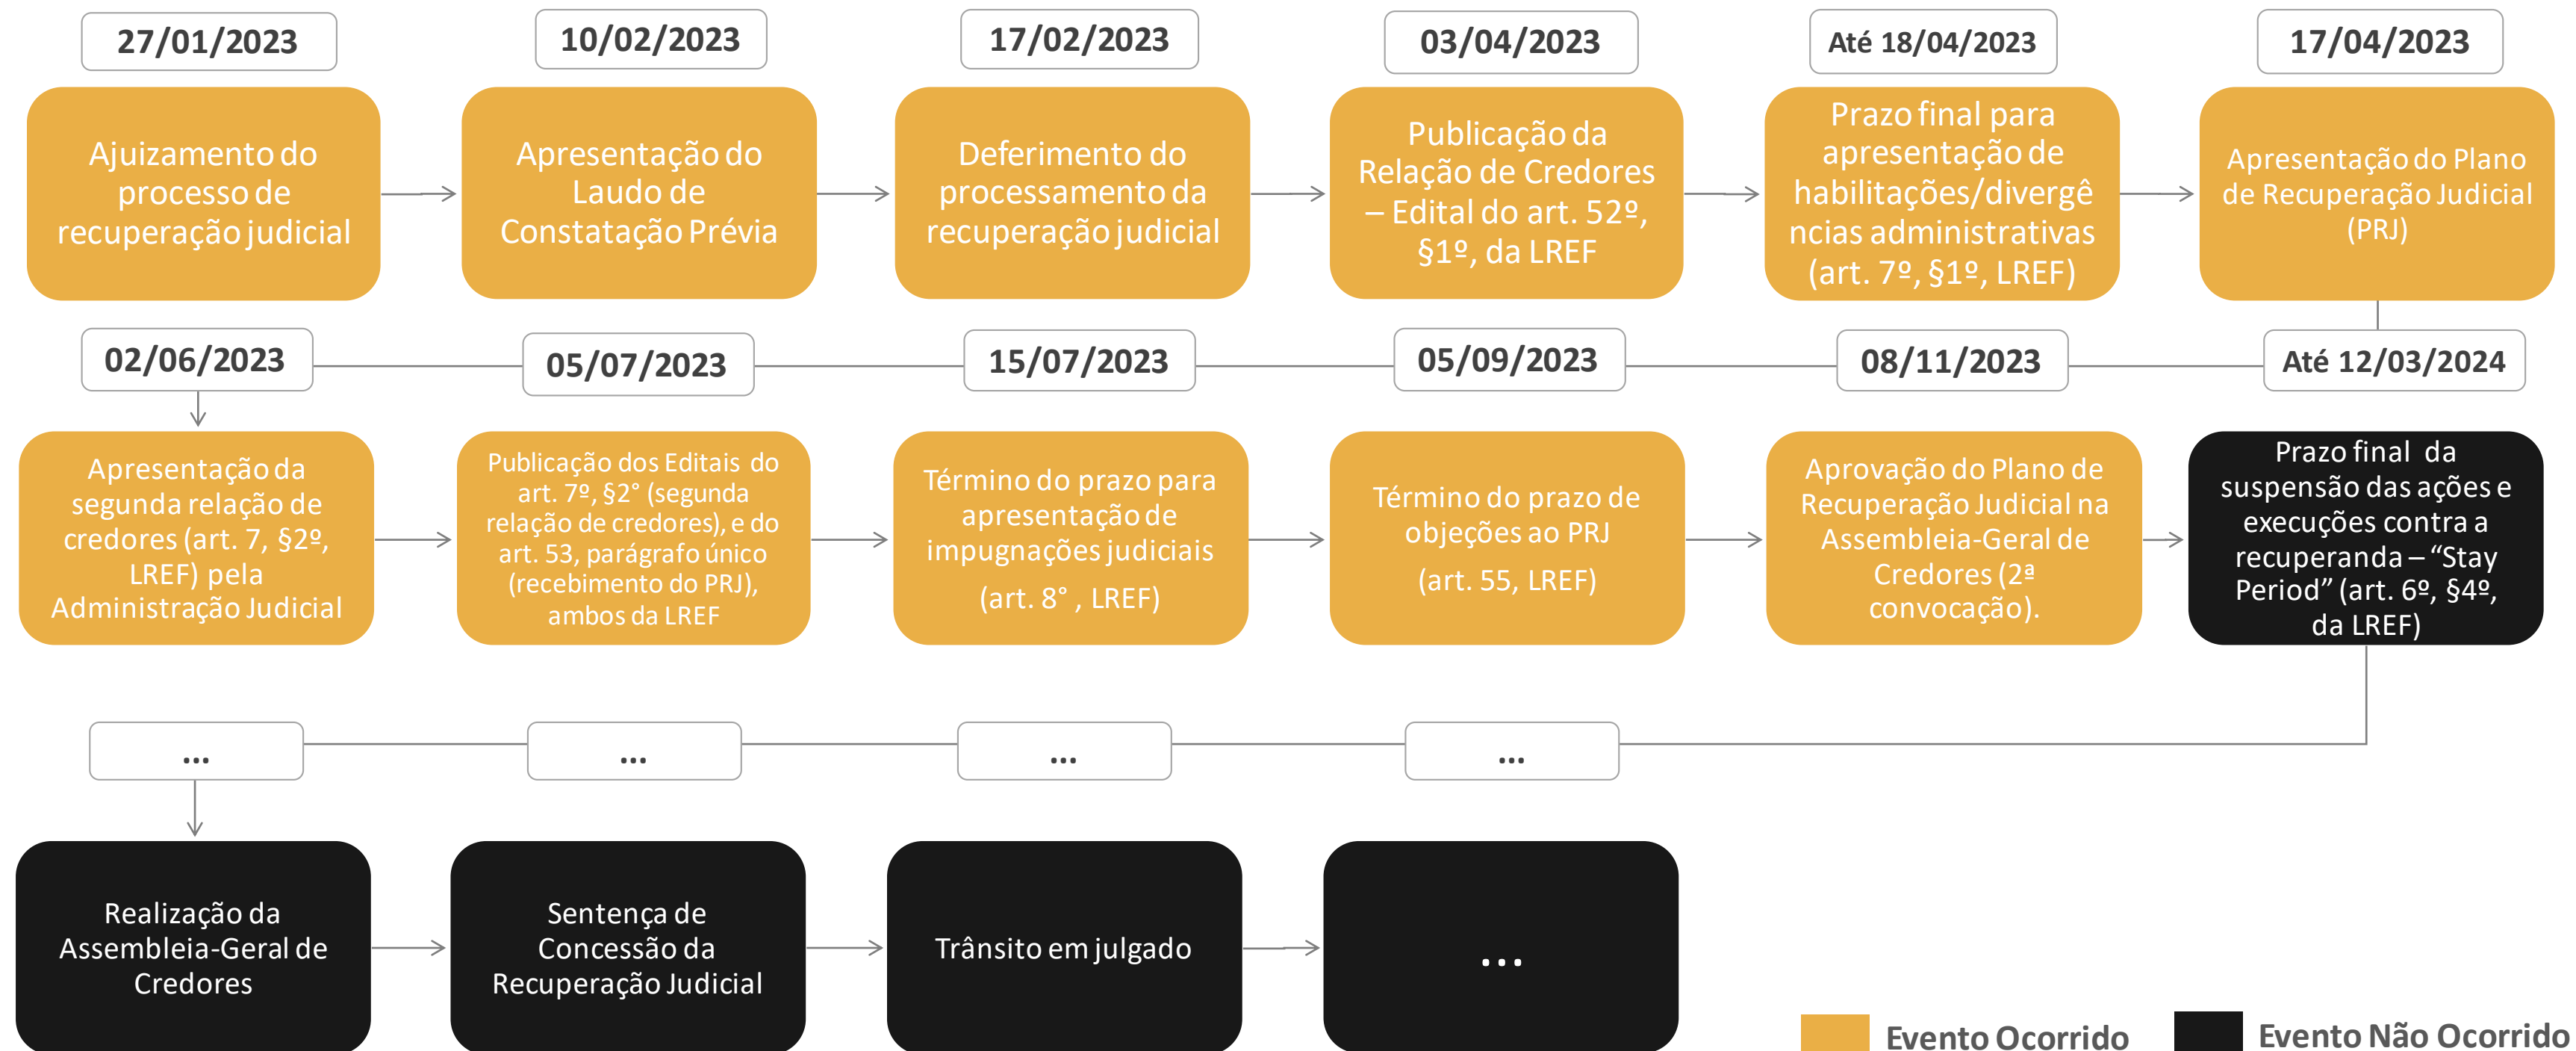 27/01/2023
Ajuizamento do
processo de
recuperação judicial
10/02/2023
Apresentação do
Laudo de
Constatação Prévia
17/02/2023
Deferimento do
processamento da
recuperação judicial
03/04/2023
Publicação da
Relação de Credores
– Edital do art. 52º,
§1º, da LREF
Até 18/04/2023
Prazo final para
apresentação de
habilitações/divergê
ncias administrativas
(art. 7º, §1º, LREF)
17/04/2023
Apresentação do Plano
de Recuperação Judicial
(PRJ)
02/06/2023
Apresentação da
segunda relação de
credores (art. 7, §2º,
LREF) pela
Administração Judicial
05/07/2023
Publicação dos Editais do
art. 7º, §2° (segunda
relação de credores), e do
art. 53, parágrafo único
(recebimento do PRJ),
ambos da LREF
15/07/2023
Término do prazo para
apresentação de
impugnações judiciais
(art. 8° , LREF)
05/09/2023
Término do prazo de
objeções ao PRJ
(art. 55, LREF)
08/11/2023
Aprovação do Plano de
Recuperação Judicial na
Assembleia-Geral de
Credores (2ª
convocação).
Até 12/03/2024
Prazo final da
suspensão das ações e
execuções contra a
recuperanda – “Stay
Period” (art. 6º, §4º,
da LREF)
...
Realização da
Assembleia-Geral de
Credores
...
Sentença de
Concessão da
Recuperação Judicial
...
Trânsito em julgado
...
...
Evento Ocorrido
Evento Não Ocorrido